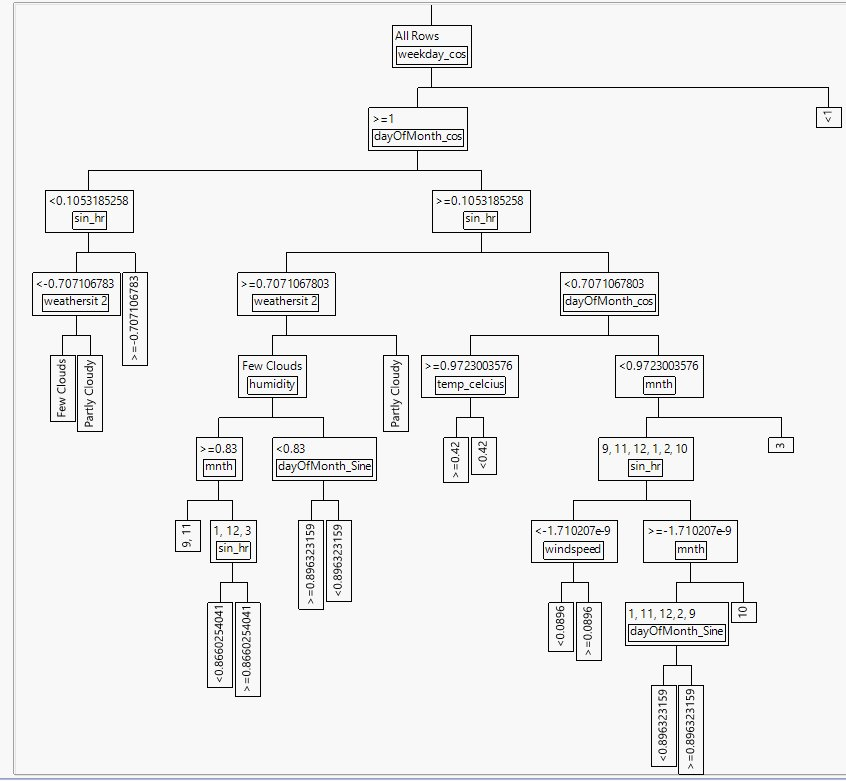 All Rows
weekday_cos
>=1
dayOfMonth_cos
<1
<0.1053185258
sin_hr
>=0.1053185258
sin_hr
<-0.707106783
weathersit 2
>=-0.707106783
>=0.7071067803
weathersit 2
<0.7071067803
dayOfMonth_cos
Few Clouds
Partly Cloudy
Few Clouds
humidity
Partly Cloudy
>=0.9723003576
temp_celcius
<0.9723003576
mnth
>=0.83
mnth
<0.83
dayOfMonth_Sine
>=0.42
<0.42
9, 11, 12, 1, 2, 10
sin_hr
3
9, 11
1, 12, 3
sin_hr
>=0.896323159
<0.896323159
<-1.710207e-9
windspeed
>=-1.710207e-9
mnth
<0.8660254041
>=0.8660254041
<0.0896
>=0.0896
1, 11, 12, 2, 9
dayOfMonth_Sine
10
<0.896323159
>=0.896323159